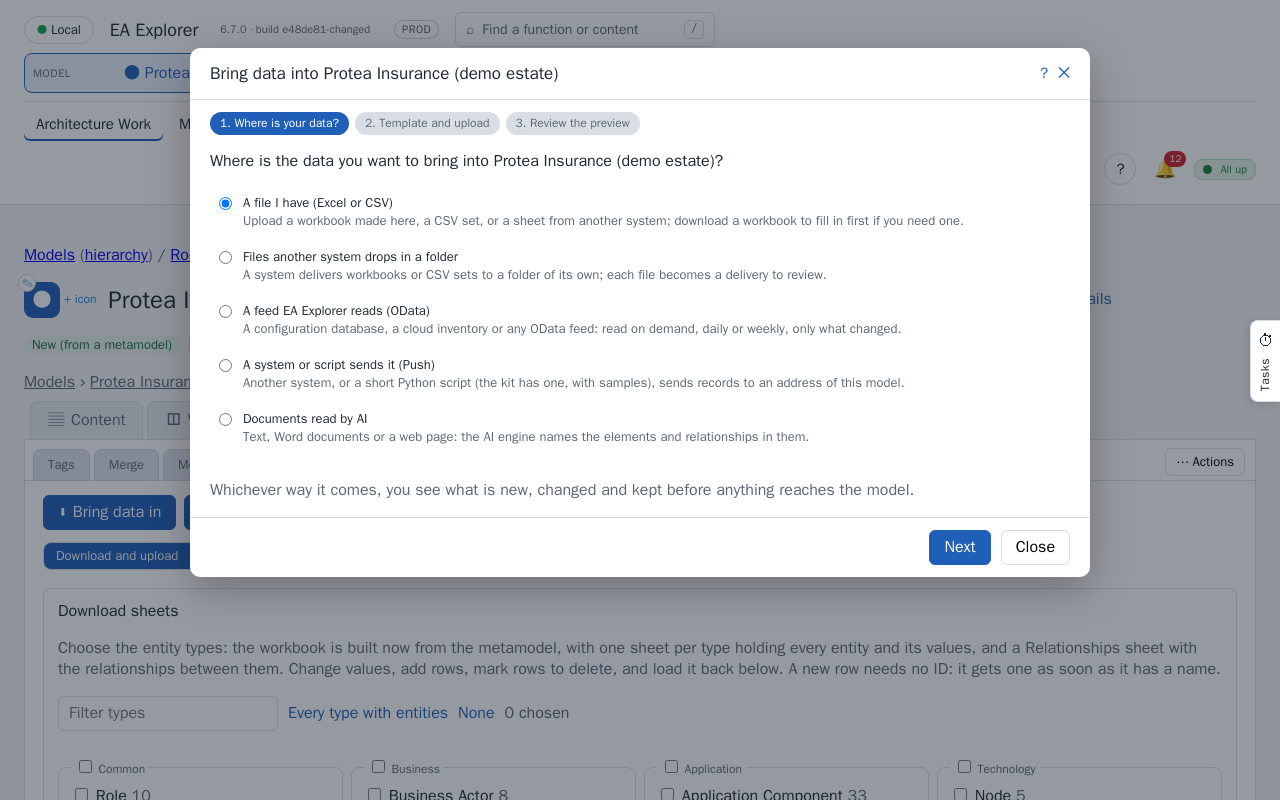 Local
EA Explorer
6.7.0 · build e48de81-changed
PROD
Find a function or content
/
MODEL
Protea
Architecture Work
Bring data into Protea Insurance (demo estate)
?
1. Where is your data?
2. Template and upload
3. Review the preview
Where is the data you want to bring into Protea Insurance (demo estate)?
A file I have (Excel or CSV)
Upload a workbook made here, a CSV set, or a sheet from another system; download a workbook to fill in first if you need one.
Files another system drops in a folder
A system delivers workbooks or CSV sets to a folder of its own; each file becomes a delivery to review.
A feed EA Explorer reads (OData)
A configuration database, a cloud inventory or any OData feed: read on demand, daily or weekly, only what changed.
A system or script sends it (Push)
Another system, or a short Python script (the kit has one, with samples), sends records to an address of this model.
Documents read by AI
Text, Word documents or a web page: the AI engine names the elements and relationships in them.
Whichever way it comes, you see what is new, changed and kept before anything reaches the model.
Next
Close
?
12
All up
Models (hierarchy) /
+ icon
Protea
New (from a metamodel)
Models ›
Content
Tags
Merge
··· Actions
Tasks
Bring data in
Download and upload
Download sheets
Choose the entity types: the workbook is built now from the metamodel, with one sheet per type holding every entity and its values, and a Relationships sheet with
the relationships between them. Change values, add rows, mark rows to delete, and load it back below. A new row needs no ID: it gets one as soon as it has a name.
Filter types
Every type with entities
None
0 chosen
Common
Business
Application
Technology
Role 10
Business Actor 8
Application Component 33
Node 5